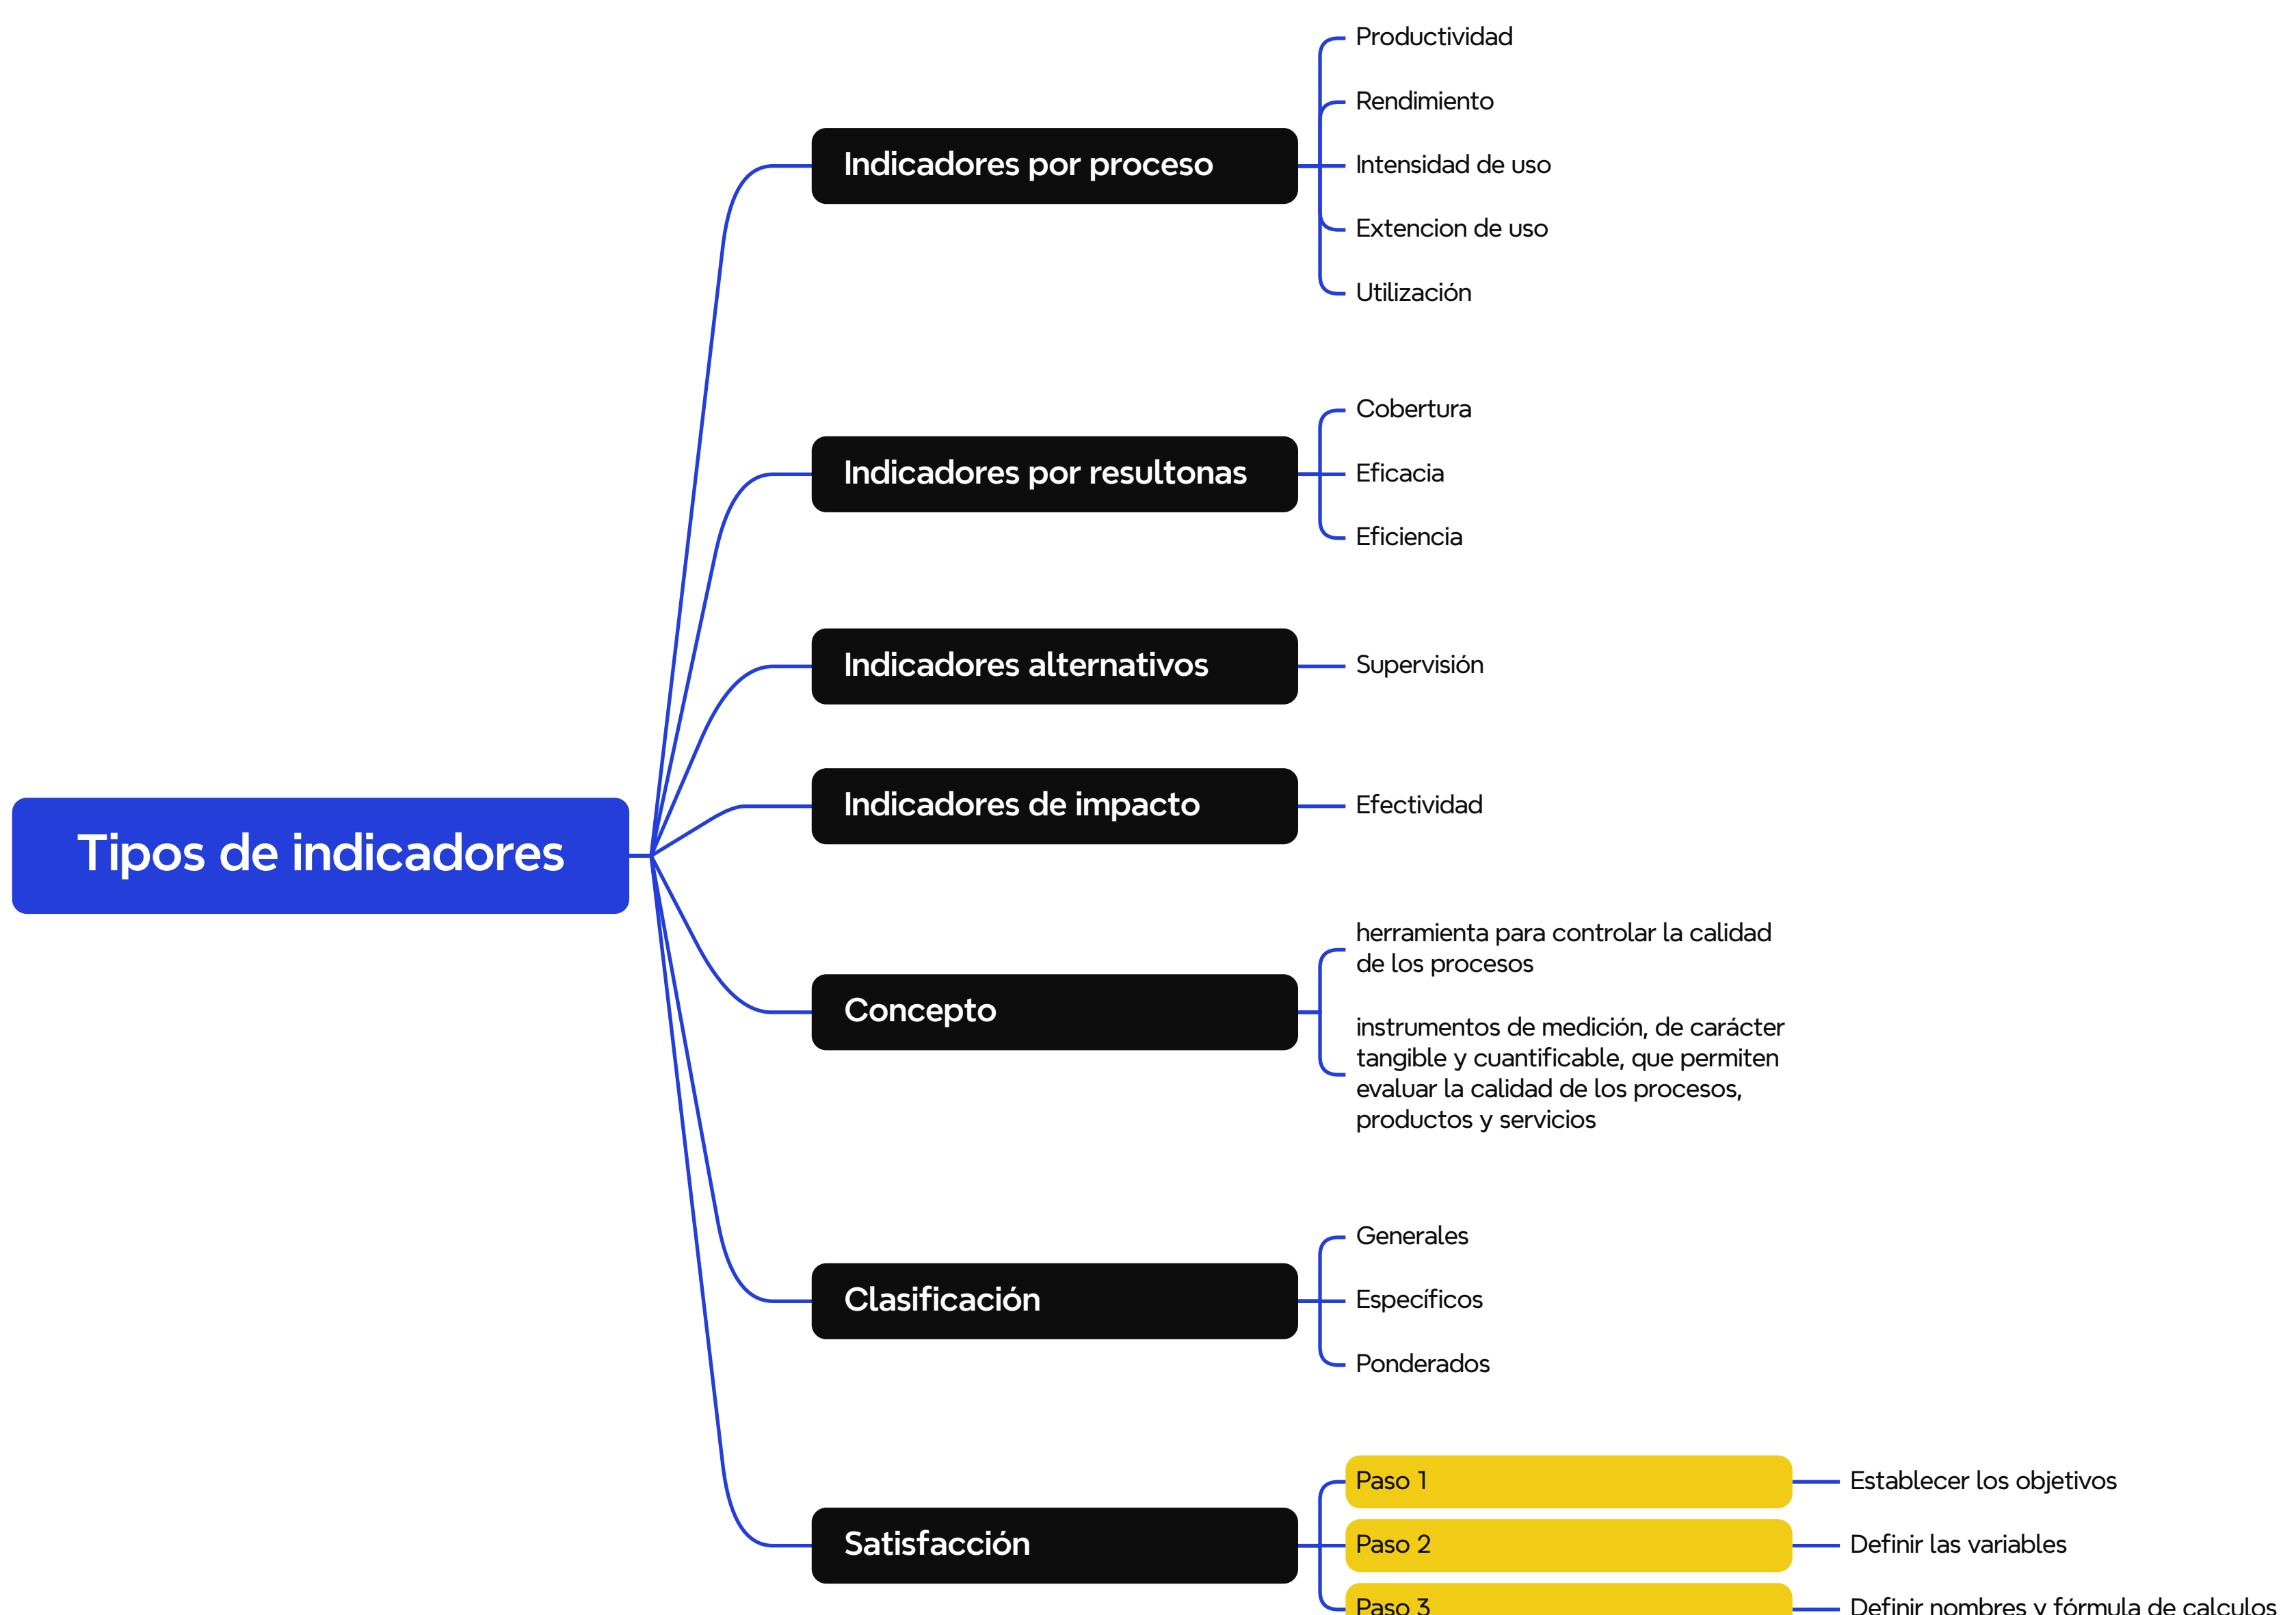 Tipos de indicadores
Indicadores por proceso
Productividad
Rendimiento
Intensidad de uso
Extencion de uso
Utilización
Indicadores por resultonas
Cobertura
Eficacia
Eficiencia
Indicadores alternativos
Supervisión
Indicadores de impacto
Efectividad
Concepto
herramienta para controlar la calidad
de los procesos
instrumentos de medición, de carácter
tangible y cuantificable, que permiten
evaluar la calidad de los procesos,
productos y servicios
Clasificación
Generales
Específicos
Ponderados
Satisfacción
Paso 1
Establecer los objetivos
Paso 2
Definir las variables
Paso 3
Definir nombres y fórmula de calculos